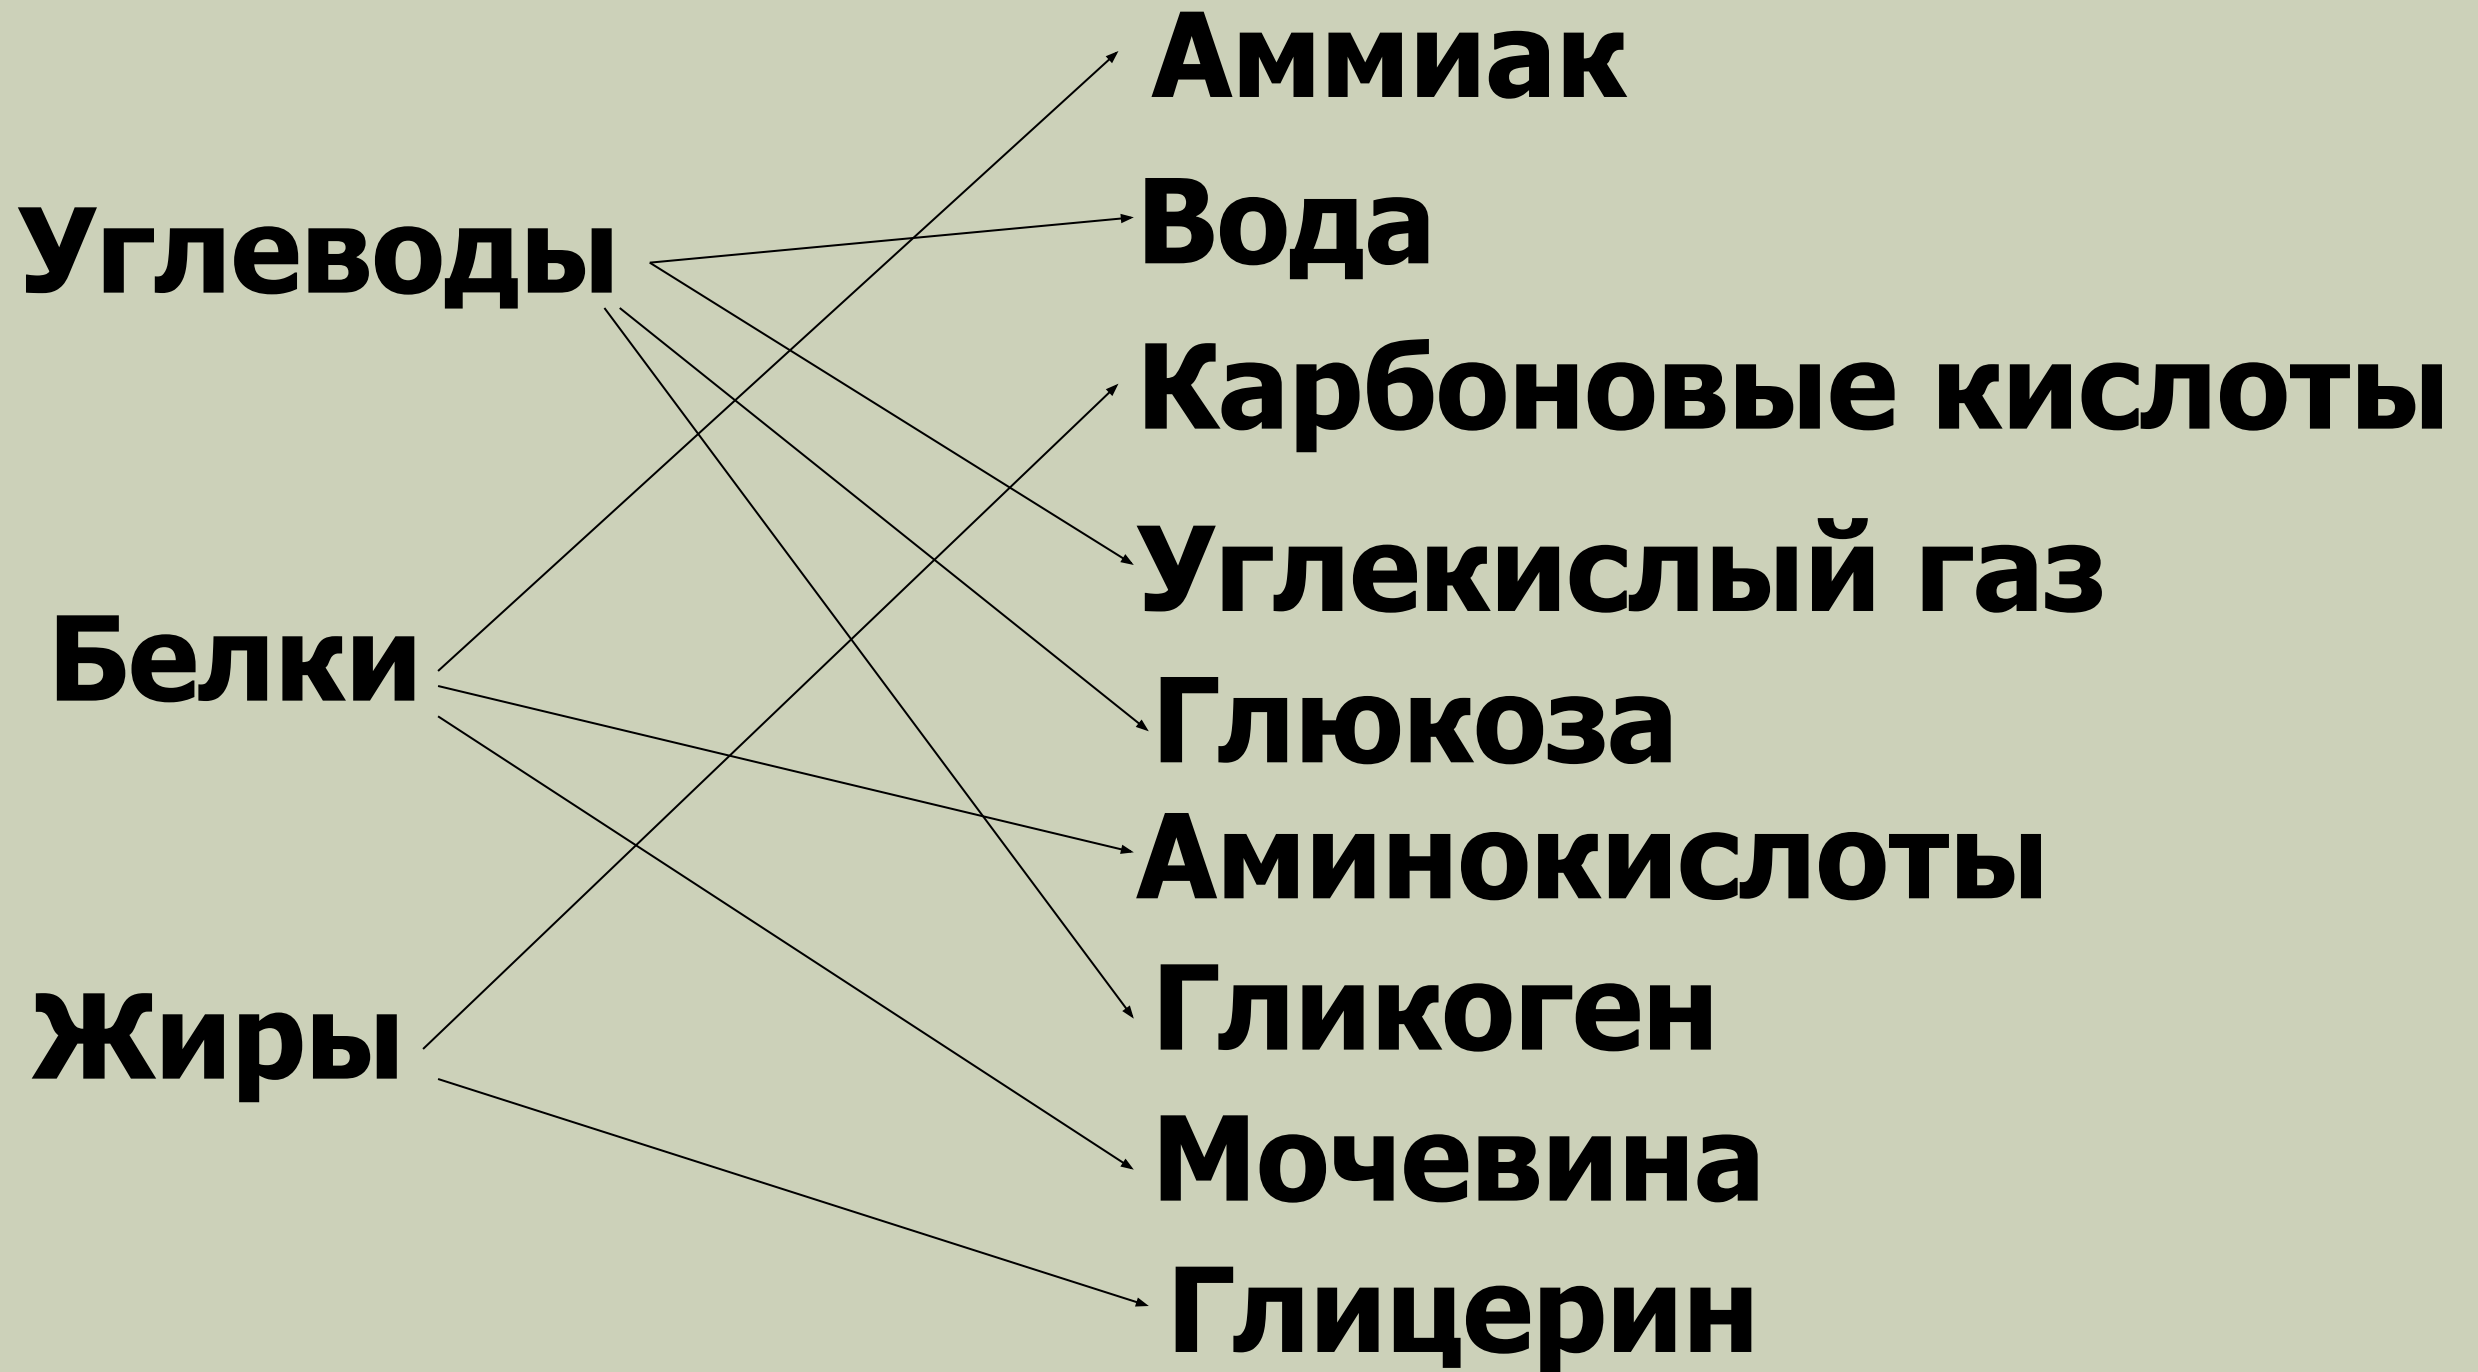 Углеводы
Белки
Жиры
Аммиак
Вода
Карбоновые кислоты
Углекислый газ
Глюкоза
Аминокислоты
Гликоген
Мочевина
Глицерин